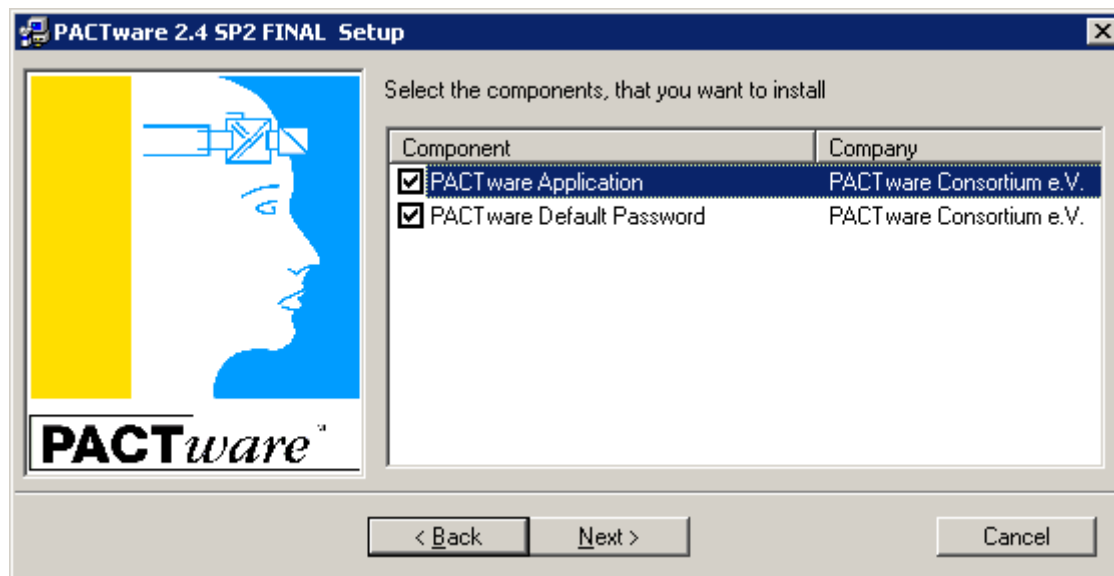 PACTware 2.4 SP2 FINAL  Setup
Select the components, that you want to install
Component Company
PACTware Application PACTware Consortium e.V.
PACTware Default Password PACTware Consortium e.V.
PACTware™
< Back Next > Cancel